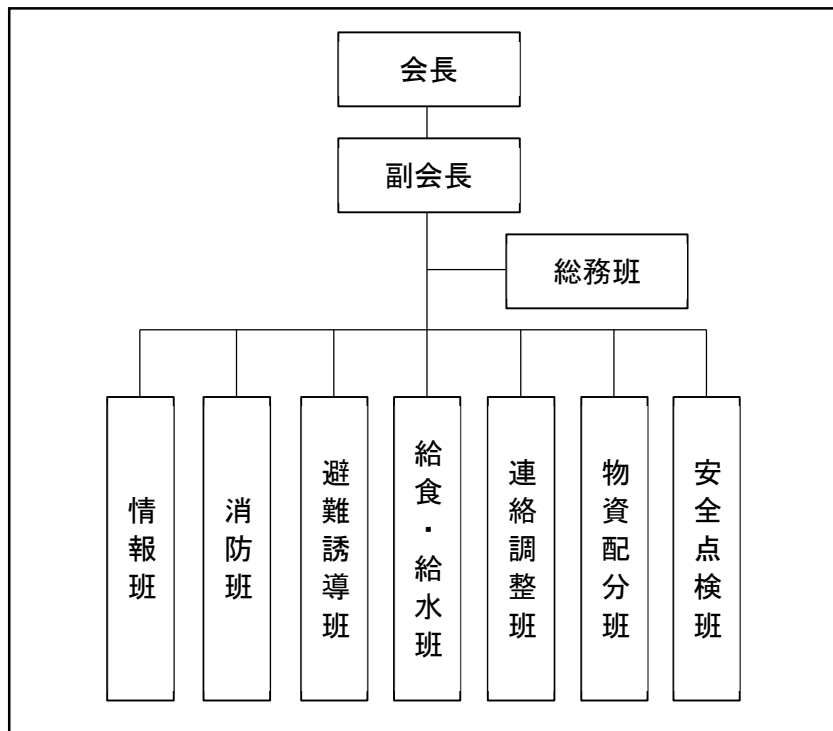 会長
副会長
総務班
情報班
消防班
避難誘導班
給食・給水班
連絡調整班
物資配分班
安全点検班